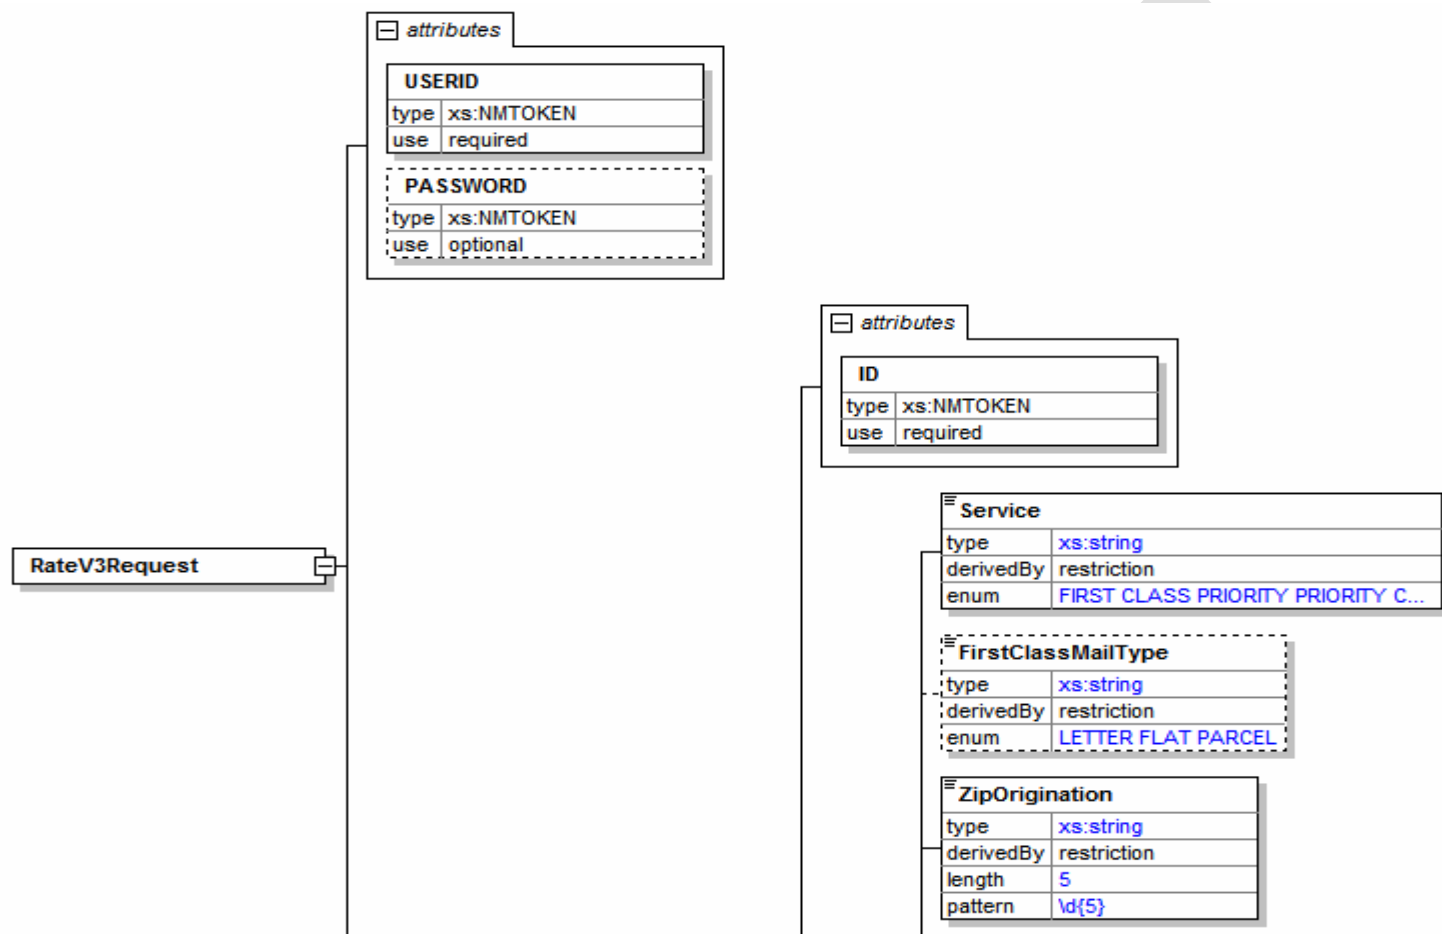 attributes
USERID
type xs:NMTOKEN
use required
PASSWORD
type xs:NMTOKEN
use optional
attributes
ID
type xs:NMTOKEN
use required
RateV3Request
Service
type xs:string
derivedBy restriction
enum FIRST CLASS PRIORITY PRIORITY C...
FirstClassMailType
type xs:string
derivedBy restriction
enum LETTER FLAT PARCEL
ZipOrigination
type xs:string
derivedBy restriction
length 5
pattern \d{5}